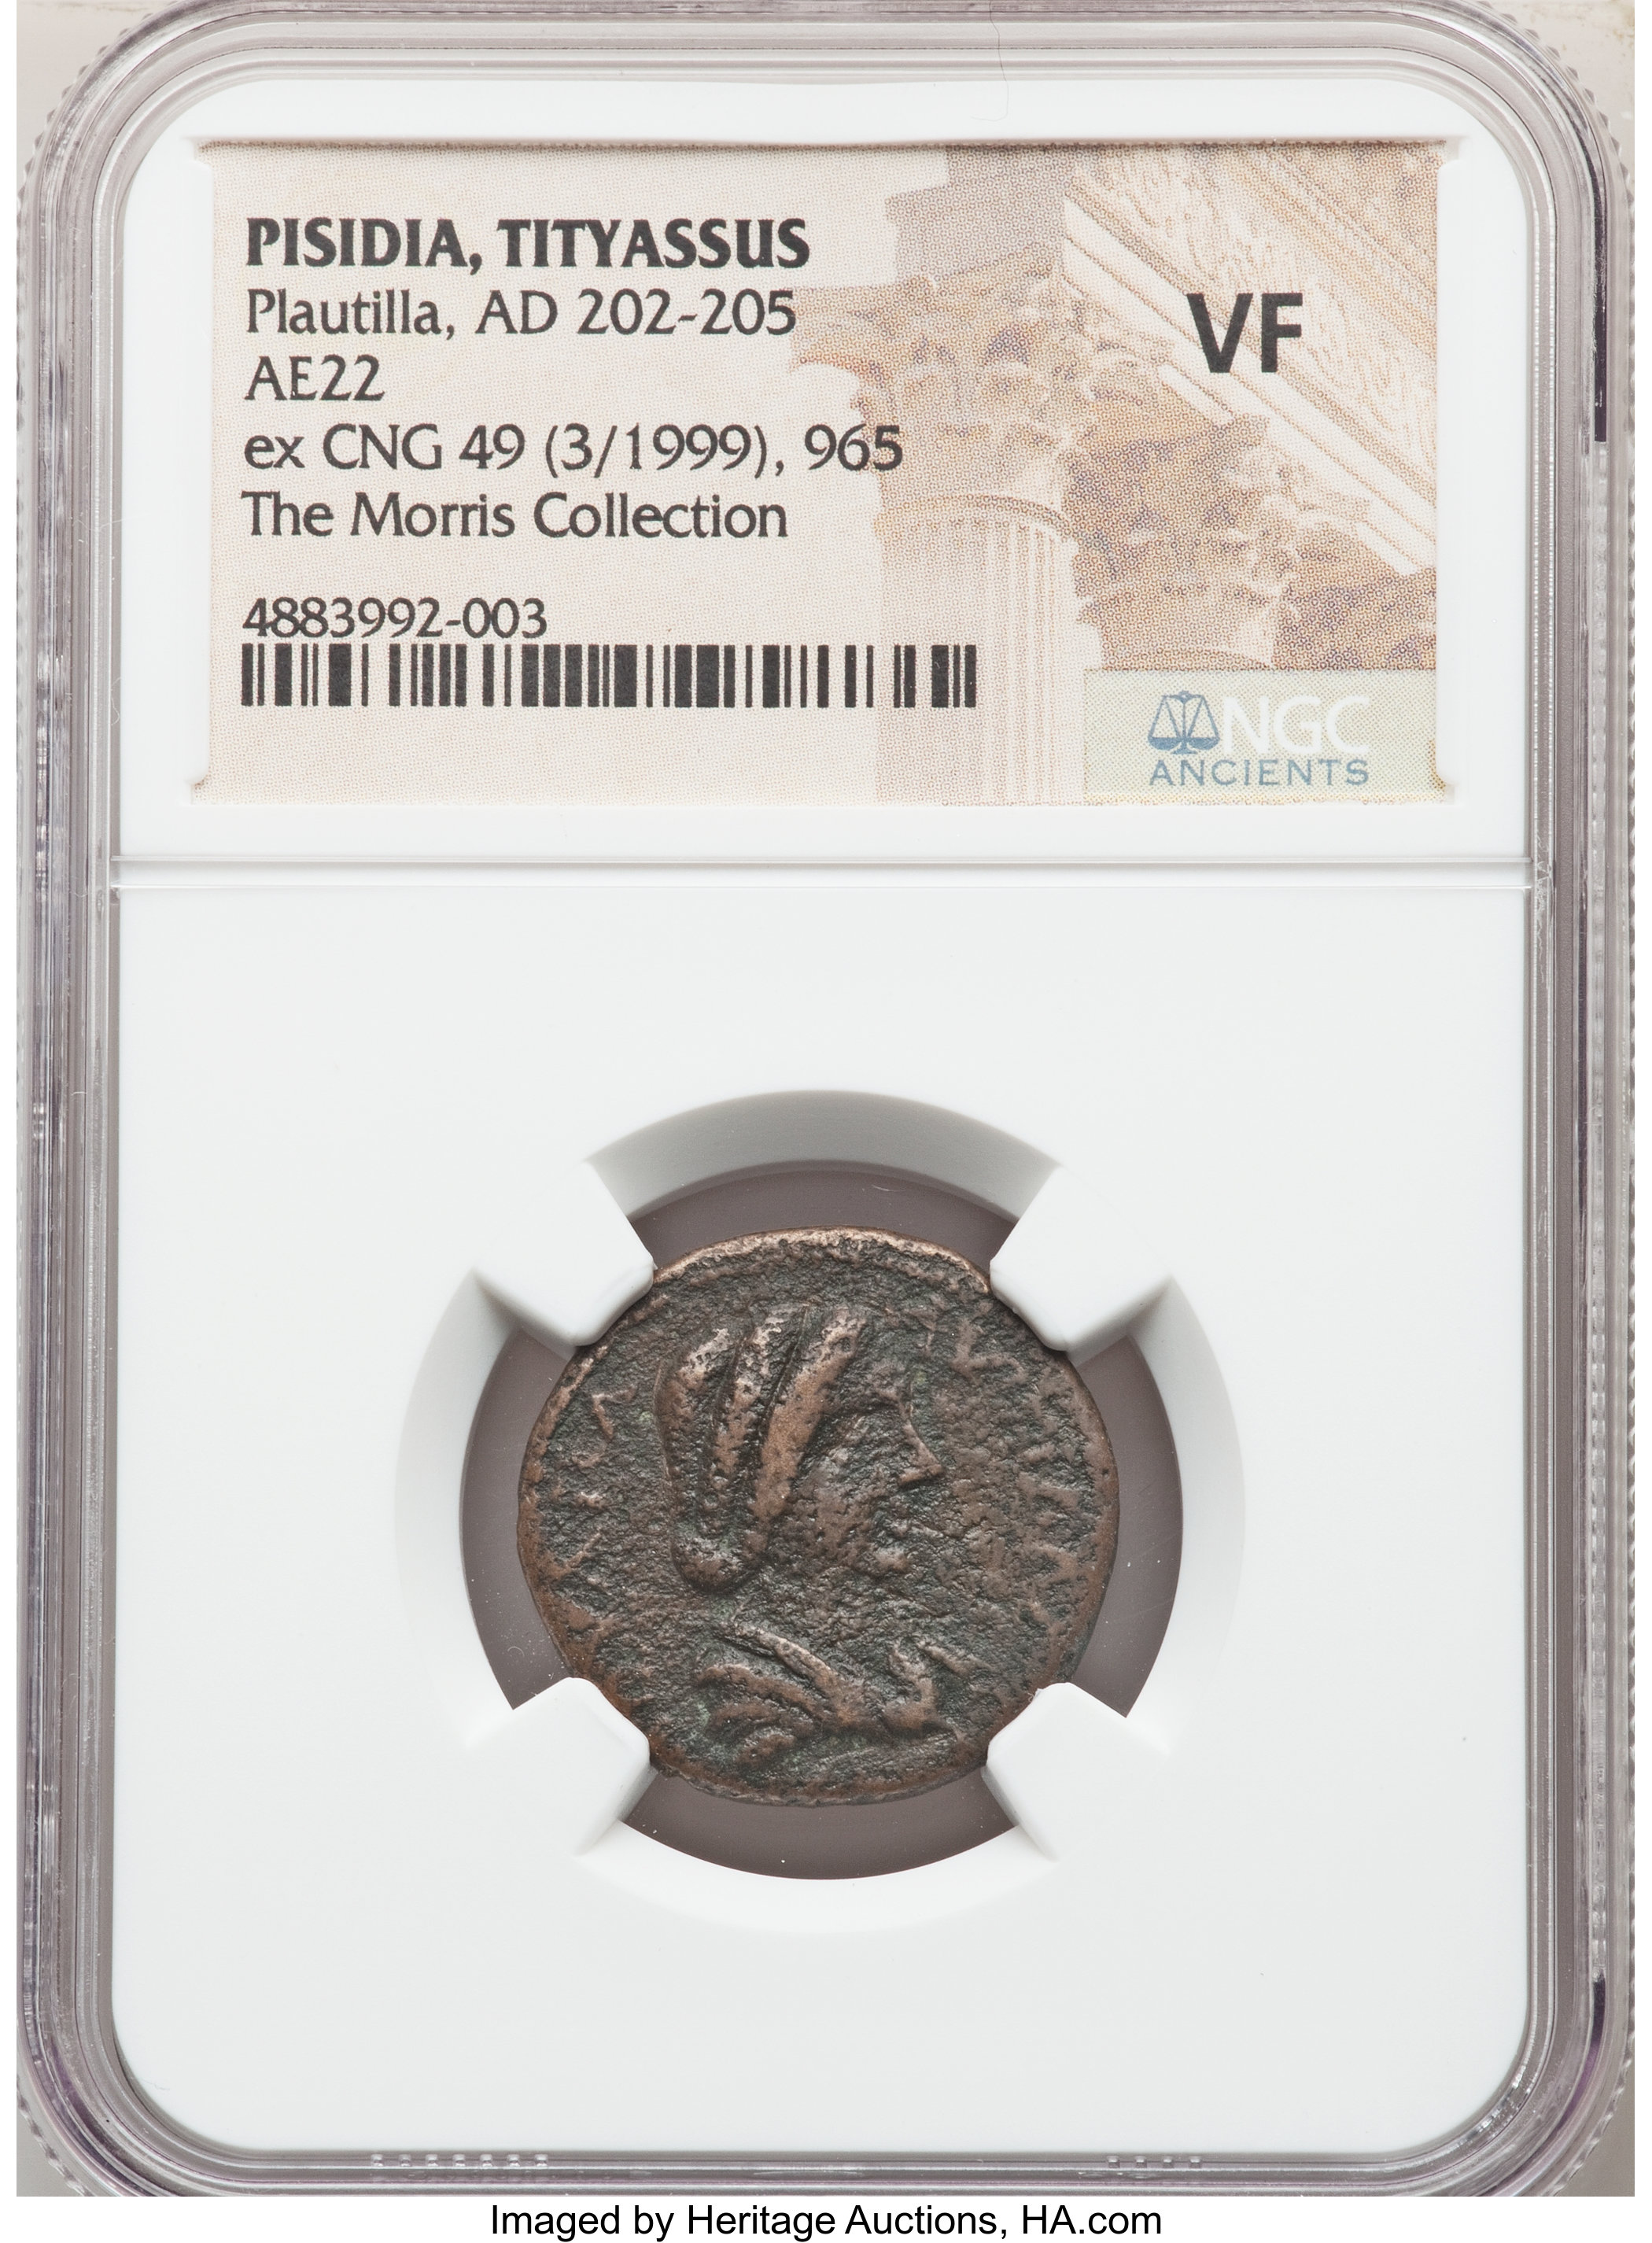 PISIDIA, TITYASSUS
Plautilla, AD 202-205
AE22
ex CNG 49 (3/1999), 965
The Morris Collection
4883992-003
VF
NGC
ANCIENTS
Imaged by Heritage Auctions, HA.com